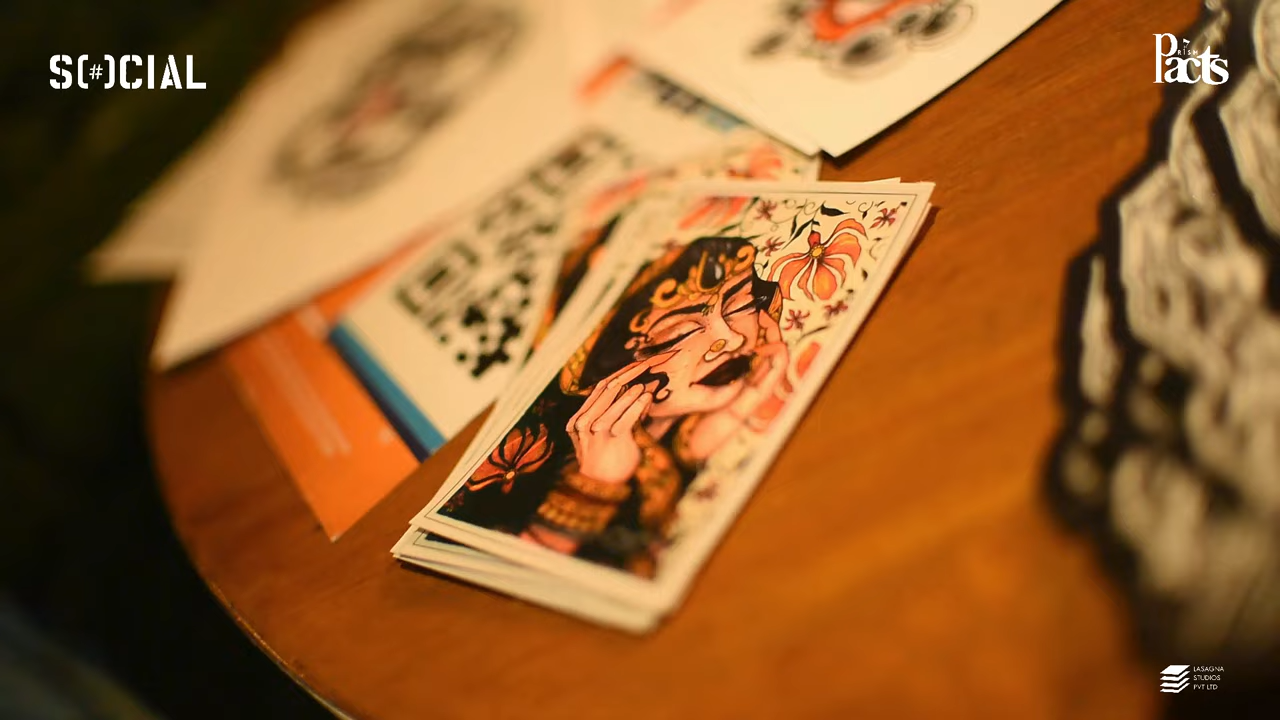 S(#)CIAL
PRISM
Pacts
LASAGNA
STUDIOS
PVT LTD